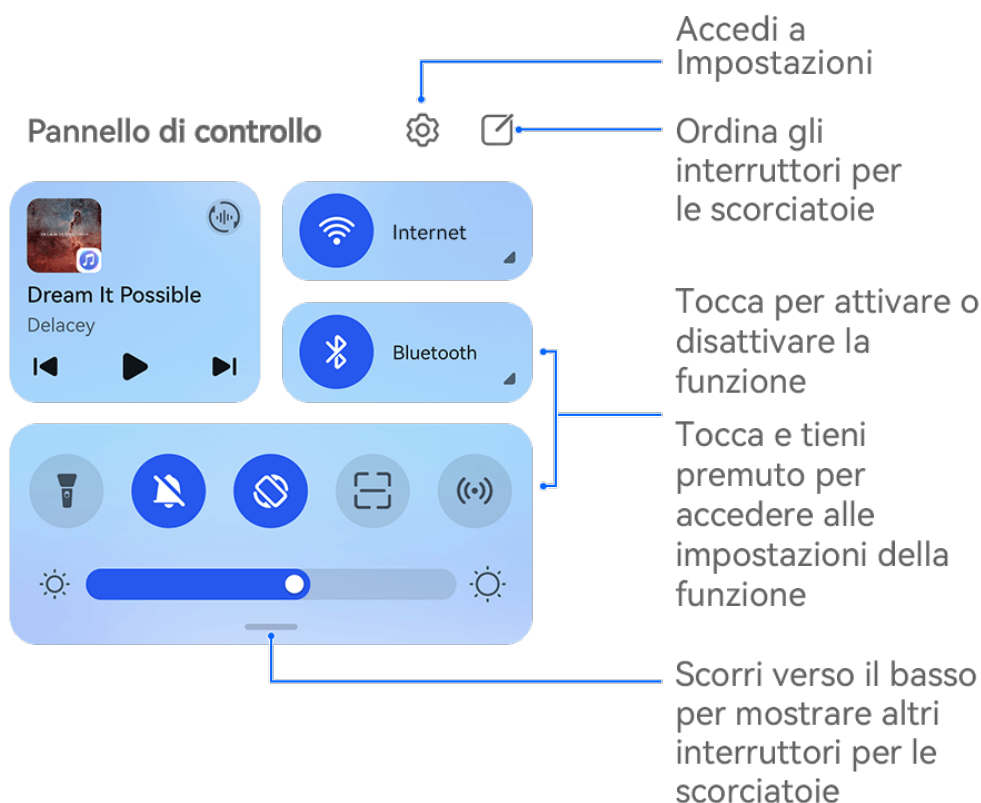 Accedi a
Impostazioni
Pannello di controllo
Ordina gli
interruttori per
le scorciatoie
Internet
Dream It Possible
Delacey
Bluetooth
Tocca per attivare o
disattivare la
funzione
Tocca e tieni
premuto per
accedere alle
impostazioni della
funzione
Scorri verso il basso
per mostrare altri
interruttori per le
scorciatoie